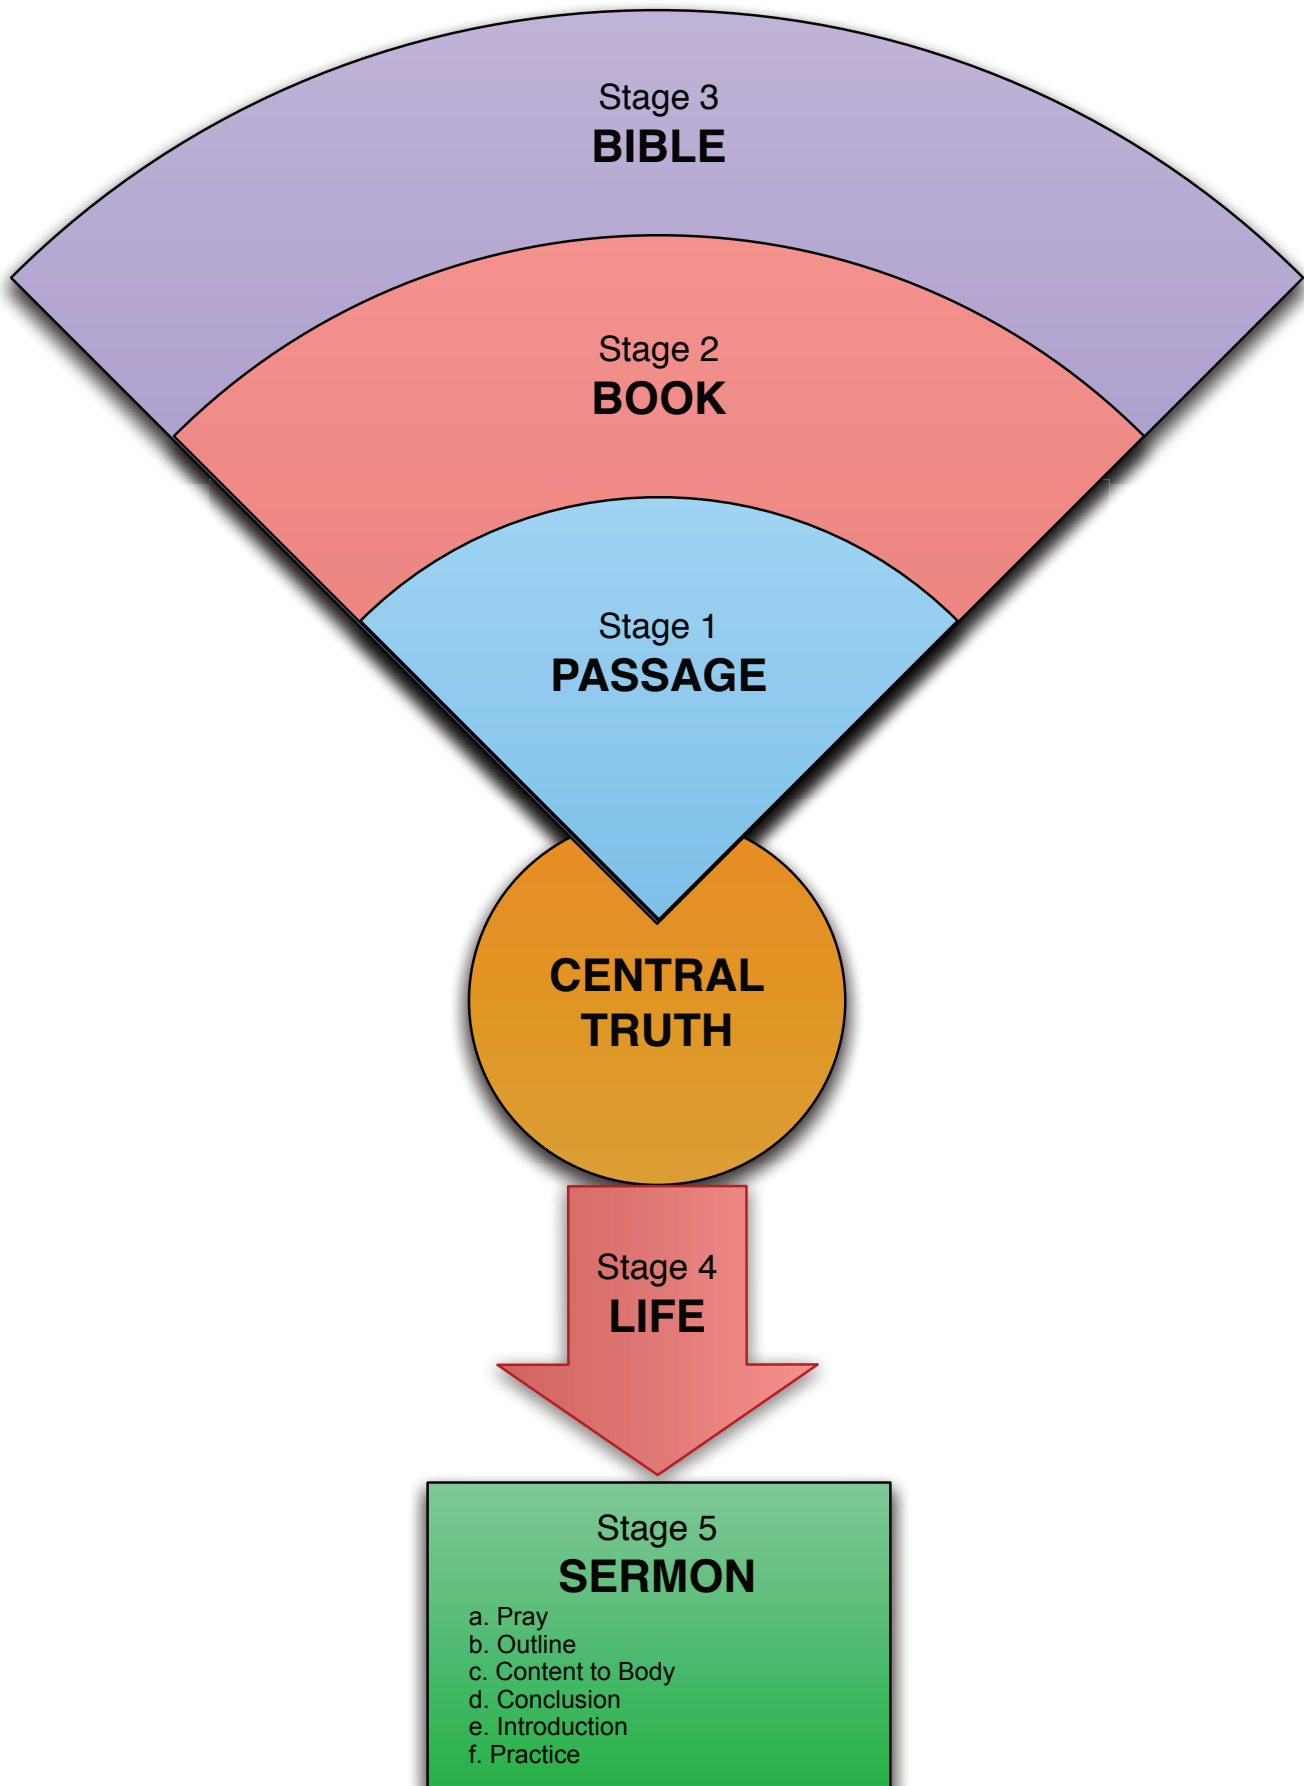 Stage 3
BIBLE
Stage 2
BOOK
Stage 1
PASSAGE
CENTRAL
TRUTH
Stage 4
LIFE
Stage 5
SERMON
a. Pray
b. Outline
c. Content to Body
d. Conclusion
e. Introduction
f. Practice